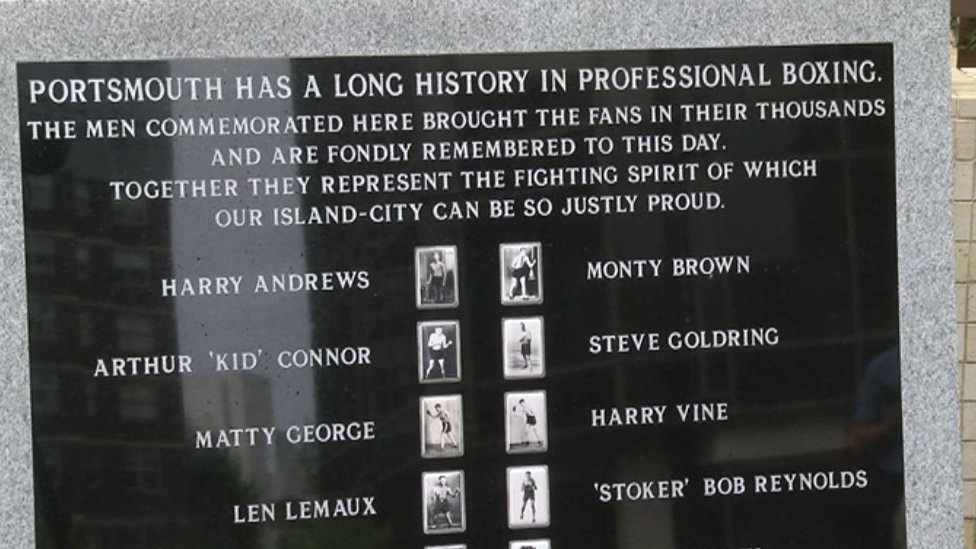 PORTSMOUTH HAS A LONG HISTORY IN PROFESSIONAL BOXING.
THE MEN COMMEMORATED HERE BROUGHT THE FANS IN THEIR THOUSANDS
AND ARE FONDLY REMEMBERED TO THIS DAY.
TOGETHER THEY REPRESENT THE FIGHTING SPIRIT OF WHICH
OUR ISLAND-CITY CAN BE SO JUSTLY PROUD.
HARRY ANDREWS MONTY BROWN
ARTHUR 'KID' CONNOR STEVE GOLDRING
MATTY GEORGE HARRY VINE
LEN LEMAUX 'STOKER' BOB REYNOLDS